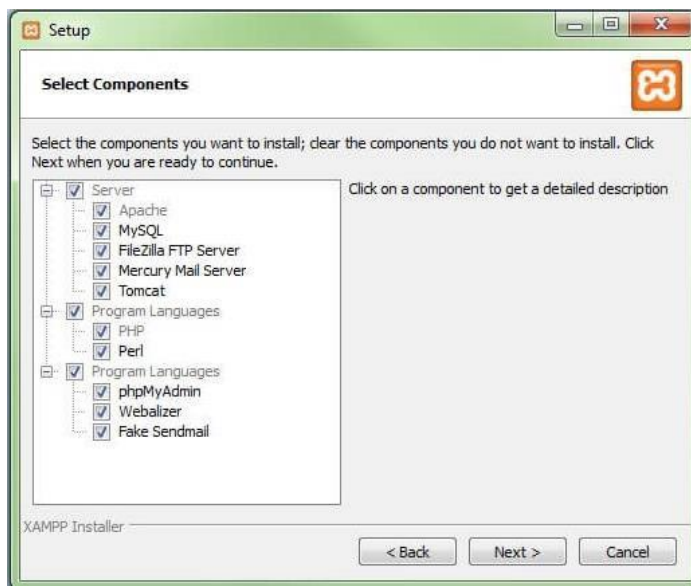 Setup
Select Components
Select the components you want to install; clear the components you do not want to install. Click
Next when you are ready to continue.
Server
Apache
MySQL
FileZilla FTP Server
Mercury Mail Server
Tomcat
Program Languages
PHP
Perl
Program Languages
phpMyAdmin
Webalizer
Fake Sendmail
Click on a component to get a detailed description
XAMPP Installer
< Back
Next >
Cancel